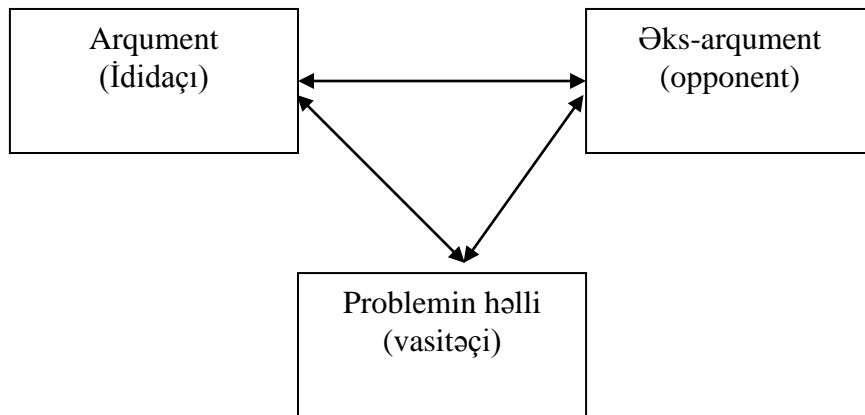 Arqument
(İdidaçı)
Əks-arqument
(opponent)
Problemin həlli
(vasitəçi)